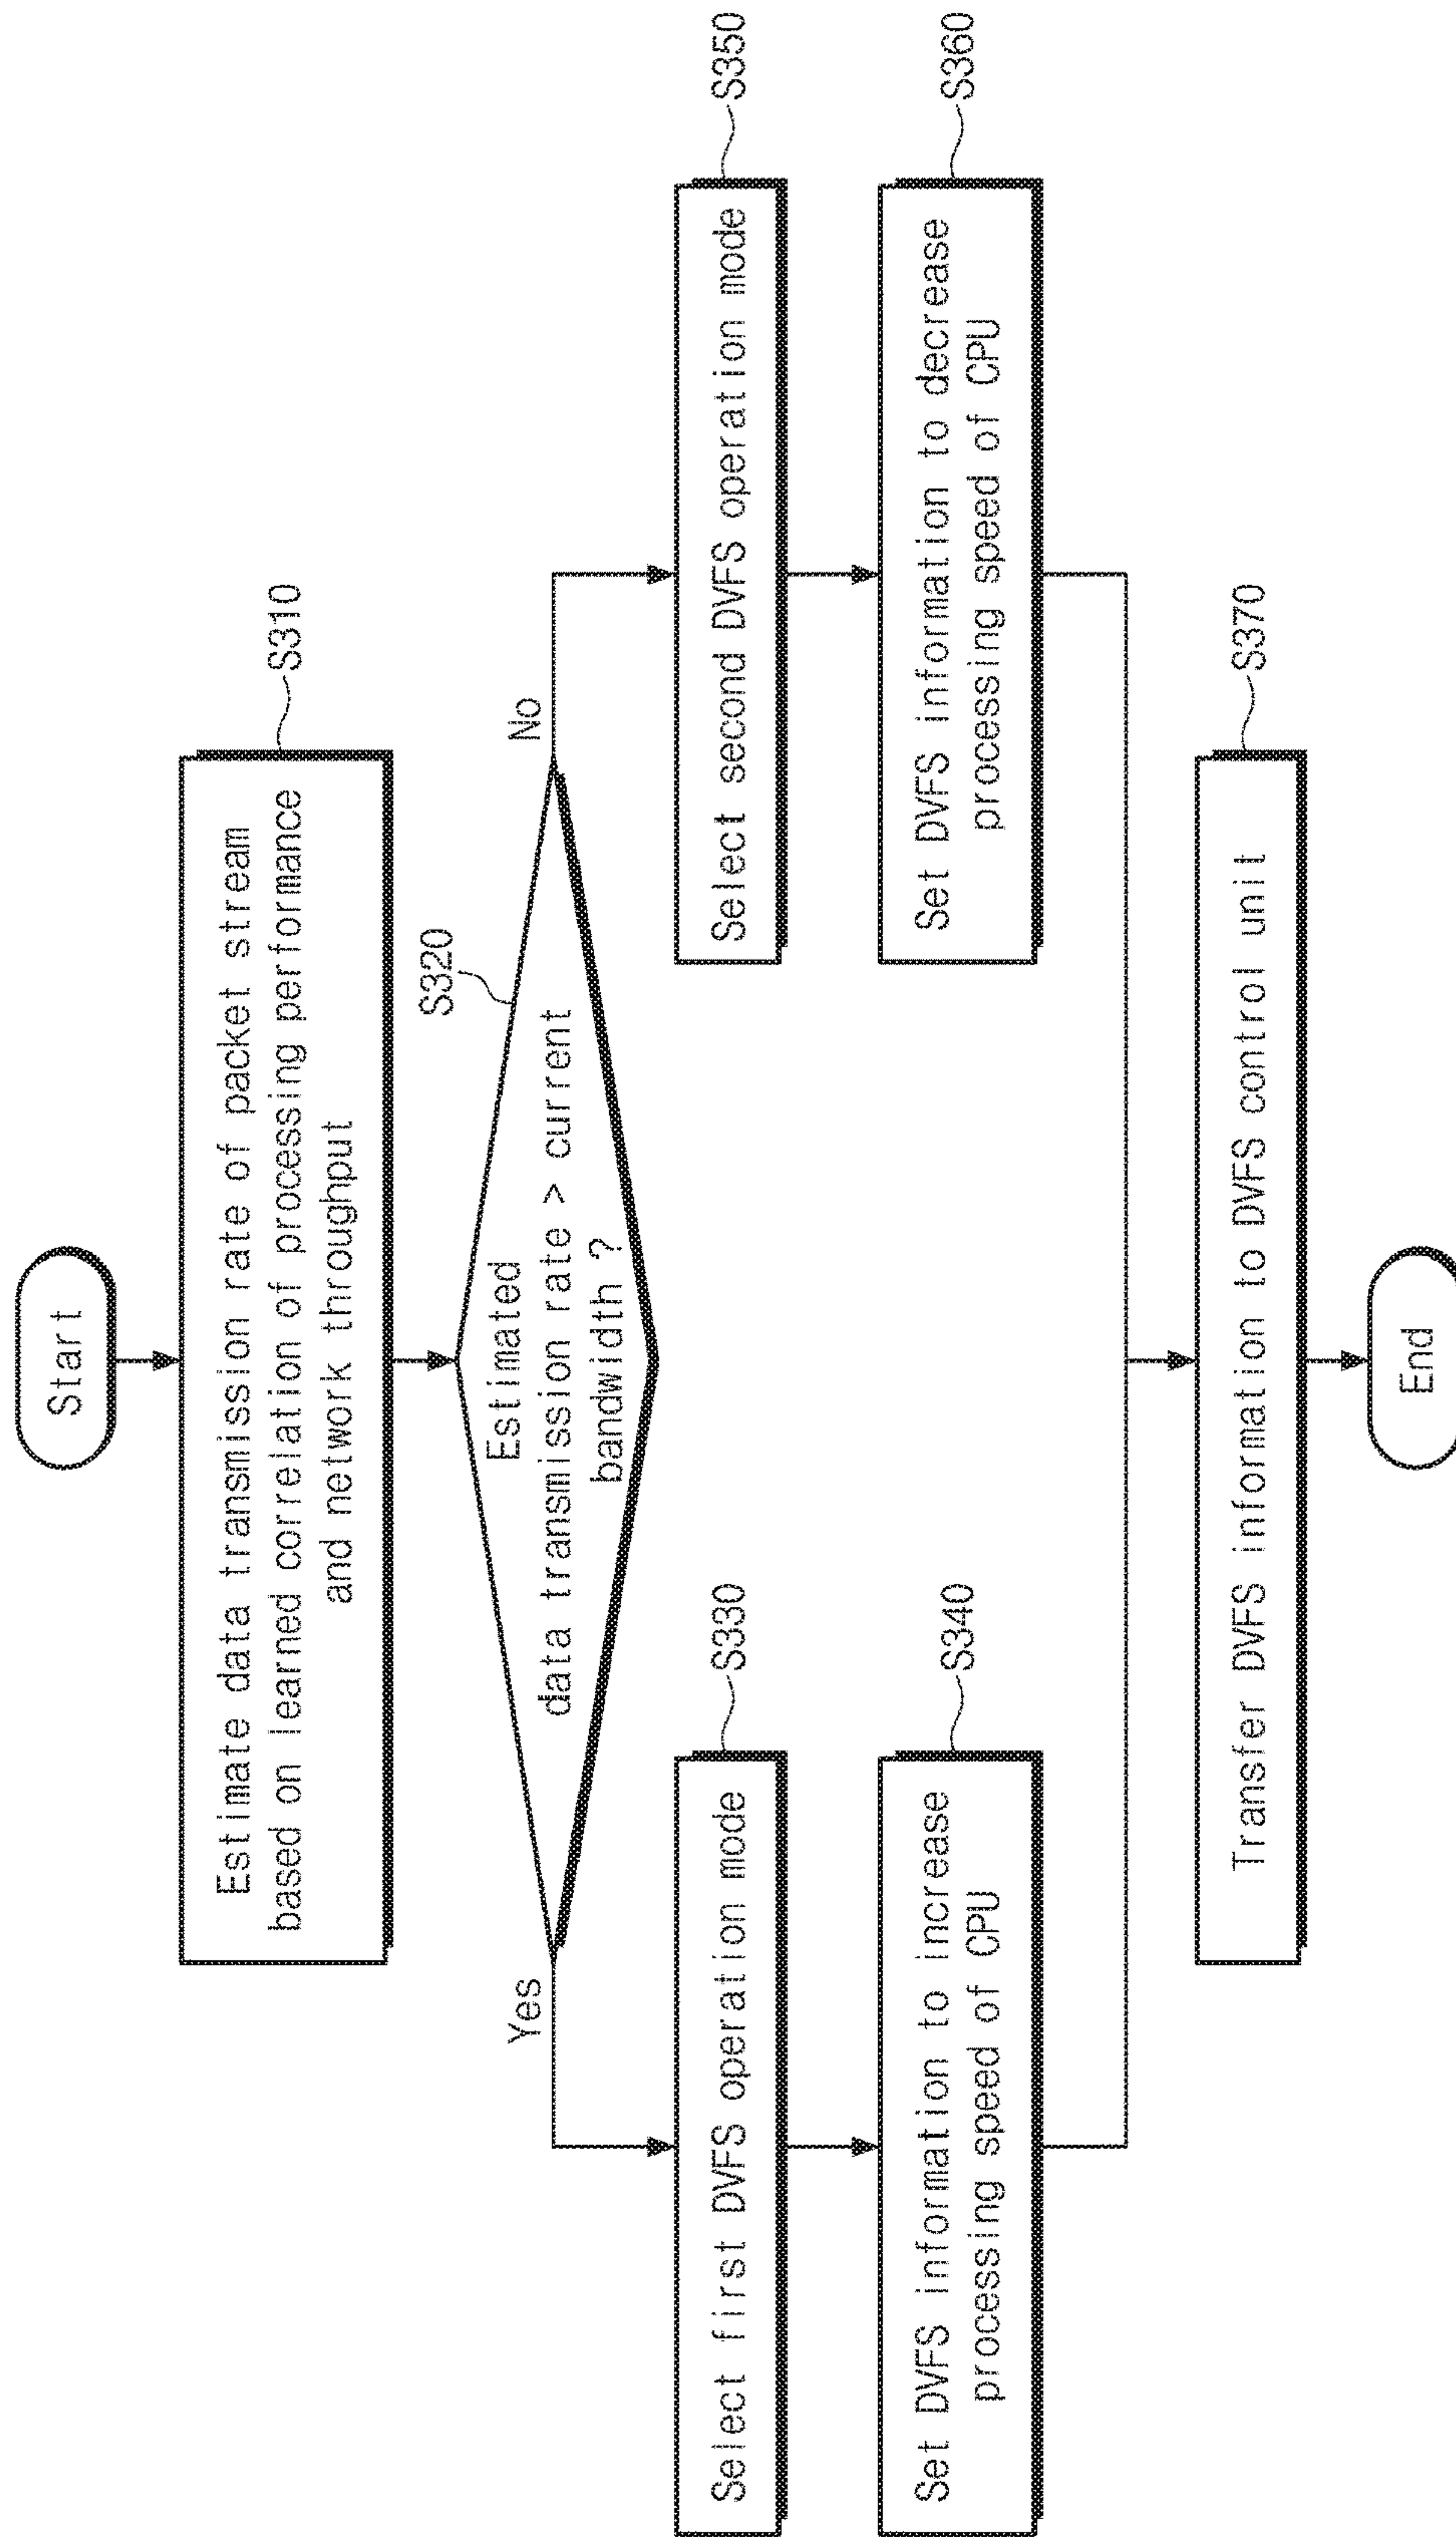 Start
Estimate data transmission rate of packet stream
based on learned correlation of processing performance
and network throughput
S310
S320
Estimated
data transmission rate > current
bandwidth ?
Yes
No
Select first DVFS operation mode
S330
Set DVFS information to increase
processing speed of CPU
S340
Select second DVFS operation mode
S350
Set DVFS information to decrease
processing speed of CPU
S360
Transfer DVFS information to DVFS control unit
S370
End